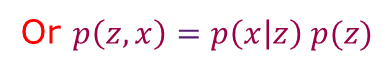 Or p(z, x) = p(x|z) p(z)